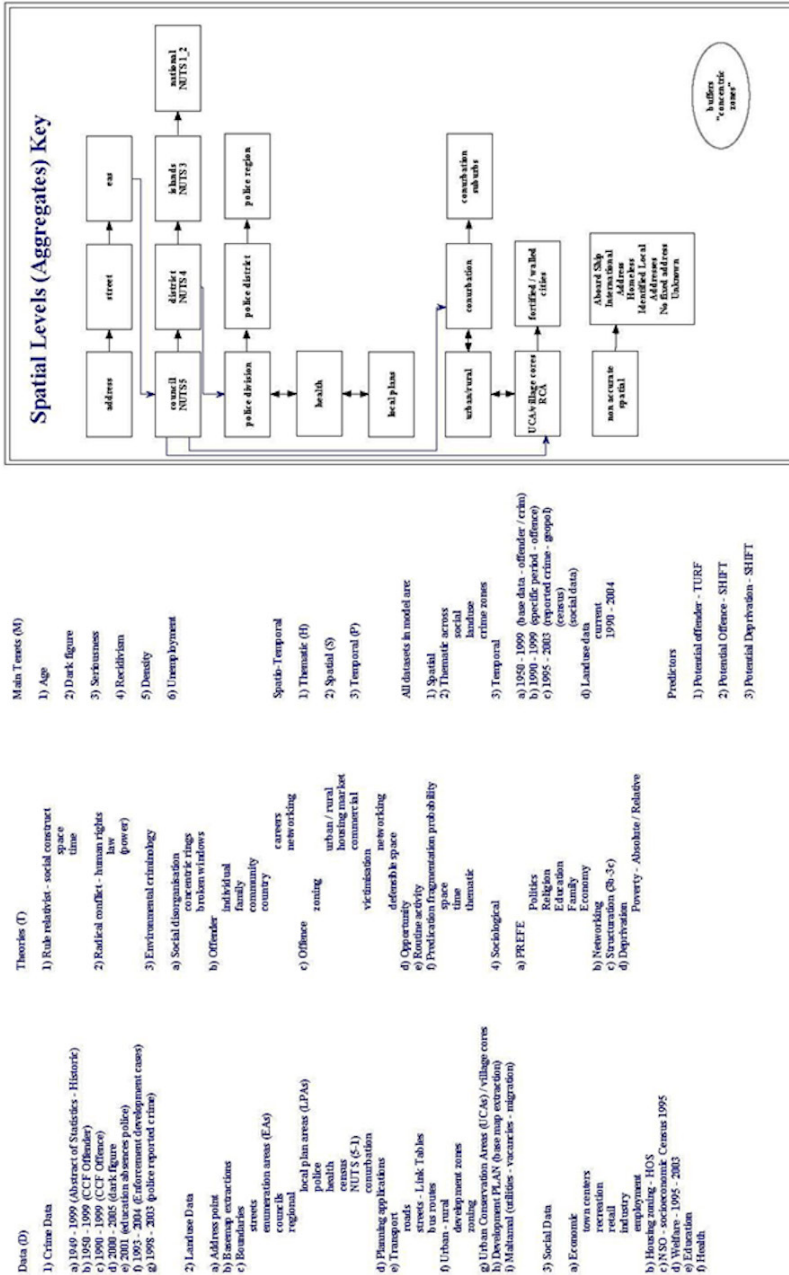 Data (D)
1) Crime Data
a) 1949 - 1999 (Abstract of Statistics - Historic)
b) 1950 - 1999 (CCF Offender)
c) 1990 - 1999 (CCF Offence)
d) 2000 - 2005 (dark figure
e) 2001 (education absences police)
f) 1993 - 2004 (Enforcement development cases)
g) 1998 - 2003 (police reported crime)
2) Landuse Data
a) Address point
b) Basemap extractions
c) Boundaries
streets
enumeration areas (EAs)
councils
regional
local plan areas (LPAs)
police
health
census
NUTS (5-1)
conurbation
d) Planning applications
e) Transport
roads
streets - Link Tables
bus routes
f) Urban - rural
development zones
zoning
g) Urban Conservation Areas (UCAs) / village cores
h) Development PLAN (base map extraction)
i) Maltamal (utilities - vacancies - migration)
3) Social Data
a) Economic
town centers
recreation
retail
industry
employment
b) Housing zoning - HOS
c) NSO - socioeconomic Census 1995
d) Welfare - 1995 - 2003
e) Education
f) Health
Theories (T)
1) Rule relativist - social construct
space
time
2) Radical conflict - human rights
law
(power)
3) Environmental criminology
a) Social disorganisation
concentric rings
broken windows
b) Offender
individual
family
community
country
careers
networking
c) Offence
zoning
urban / rural
housing market
commercial
victimisation
networking
d) Opportunity
defensible space
e) Routine activity
f) Predication fragmentation probability
space
time
thematic
4) Sociological
a) PREFE
Politics
Religion
Education
Family
Economy
b) Networking
c) Structuration (3b-3c)
d) Deprivation
Poverty - Absolute / Relative
Main Tenets (M)
1) Age
2) Dark figure
3) Seriousness
4) Recidivism
5) Density
6) Unemployment
Spatio-Temporal
1) Thematic (H)
2) Spatial (S)
3) Temporal (P)
All datasets in model are:
1) Spatial
2) Thematic across
social
landuse
crime zones
3) Temporal
a) 1950 - 1999 (base data - offender / crim)
b) 1990 - 1999 (specific period - offence)
c) 1995 - 2003 (reported crime - geopol)
(census)
(social data)
d) Landuse data
current
1990 - 2004
Predictors
1) Potential offender - TURF
2) Potential Offence - SHIFT
3) Potential Deprivation - SHIFT
Spatial Levels (Aggregates) Key
address
street
eas
council
NUTS5
district
NUTS 4
islands
NUTS 3
national
NUTS 1_2
police division
police district
police region
health
local plans
urban/rural
conurbation
conurbation
suburbs
UCA/village cores
RCA
fortified / walled
cities
non accurate
spatial
Aboard Ship
International
Address
Homeless
Identified Local
Addresses
No fixed address
Unknown
buffers
"concentric
zones"